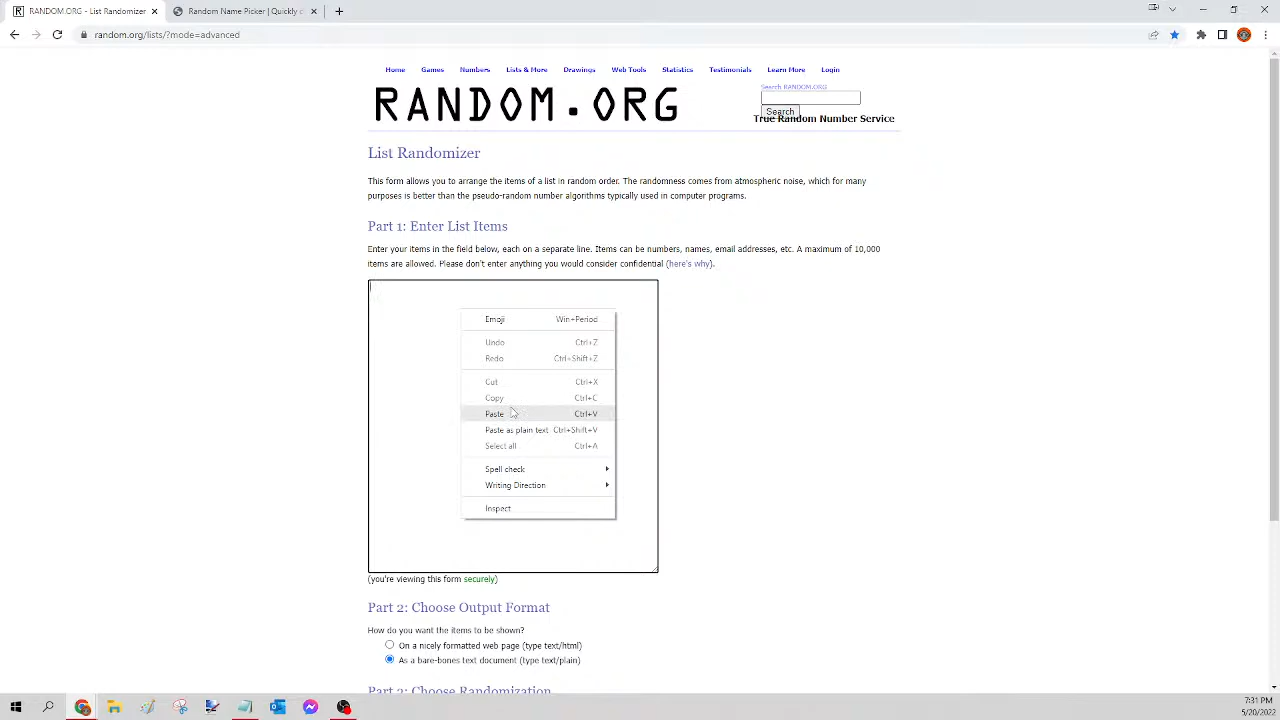 RANDOM.ORG - List Randomizer
Random Name Picker | Quickly c
random.org/lists/?mode=advanced
Home Games Numbers Lists & More Drawings Web Tools Statistics Testimonials Learn More Login
RANDOM.ORG
Search RANDOM.ORG
Search
True Random Number Service
List Randomizer
This form allows you to arrange the items of a list in random order. The randomness comes from atmospheric noise, which for many
purposes is better than the pseudo-random number algorithms typically used in computer programs.
Part 1: Enter List Items
Enter your items in the field below, each on a separate line. Items can be numbers, names, email addresses, etc. A maximum of 10,000
items are allowed. Please don't enter anything you would consider confidential (here's why).
Emoji Win+Period
Undo Ctrl+Z
Redo Ctrl+Shift+Z
Cut Ctrl+X
Copy Ctrl+C
Paste Ctrl+V
Paste as plain text Ctrl+Shift+V
Select all Ctrl+A
Spell check
Writing Direction
Inspect
(you're viewing this form securely)
Part 2: Choose Output Format
How do you want the items to be shown?
On a nicely formatted web page (type text/html)
As a bare-bones text document (type text/plain)
Part 3: Choose Randomization
7:31 PM
5/20/2022